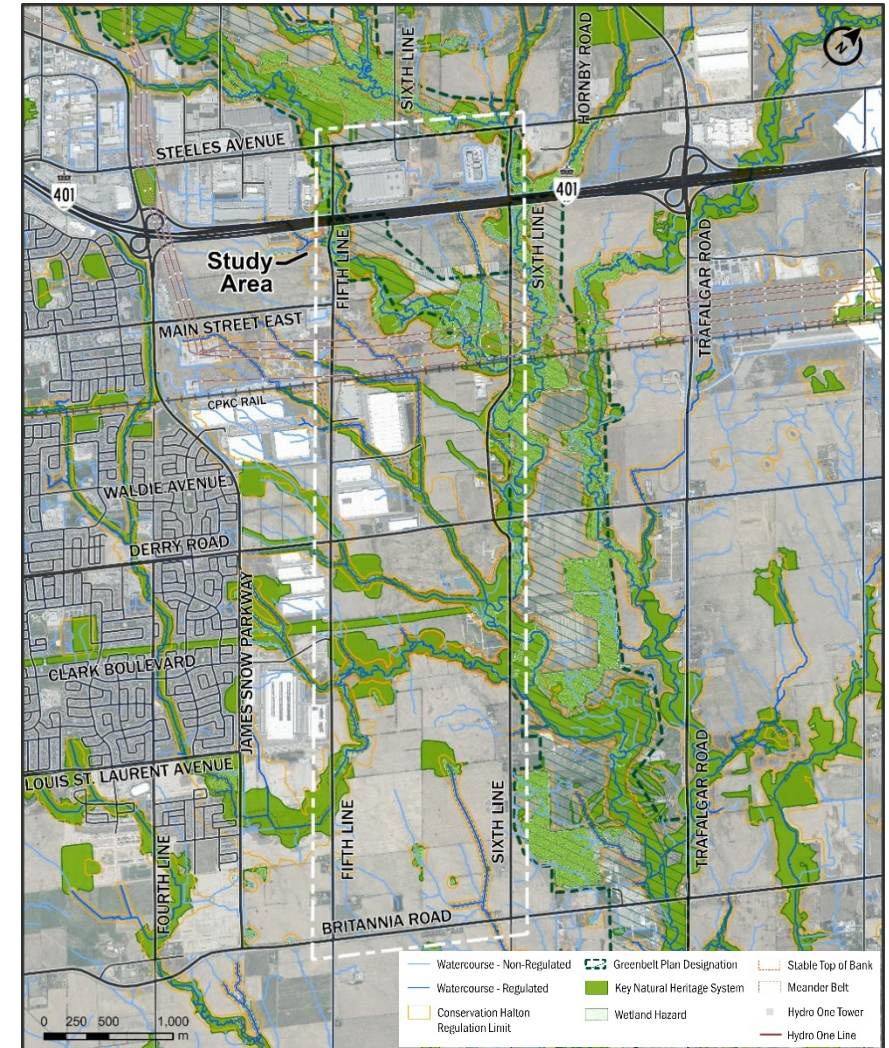 SIXTH LINE
HORNBY ROAD
N
STEELES AVENUE
401
401
Study
Area
FIFTH LINE
SIXTH LINE
TRAFALGAR ROAD
MAIN STREET EAST
CPKC RAIL
WALDIE AVENUE
DERRY ROAD
JAMES SNOW PARKWAY
CLARK BOULEVARD
LOUIS ST. LAURENT AVENUE
FIFTH LINE
SIXTH LINE
TRAFALGAR ROAD
FOURTH LINE
BRITANNIA ROAD
Watercourse - Non-Regulated
Watercourse - Regulated
Conservation Halton
Regulation Limit
Greenbelt Plan Designation
Key Natural Heritage System
Wetland Hazard
Stable Top of Bank
Meander Belt
Hydro One Tower
Hydro One Line
0 250 500 1,000
m